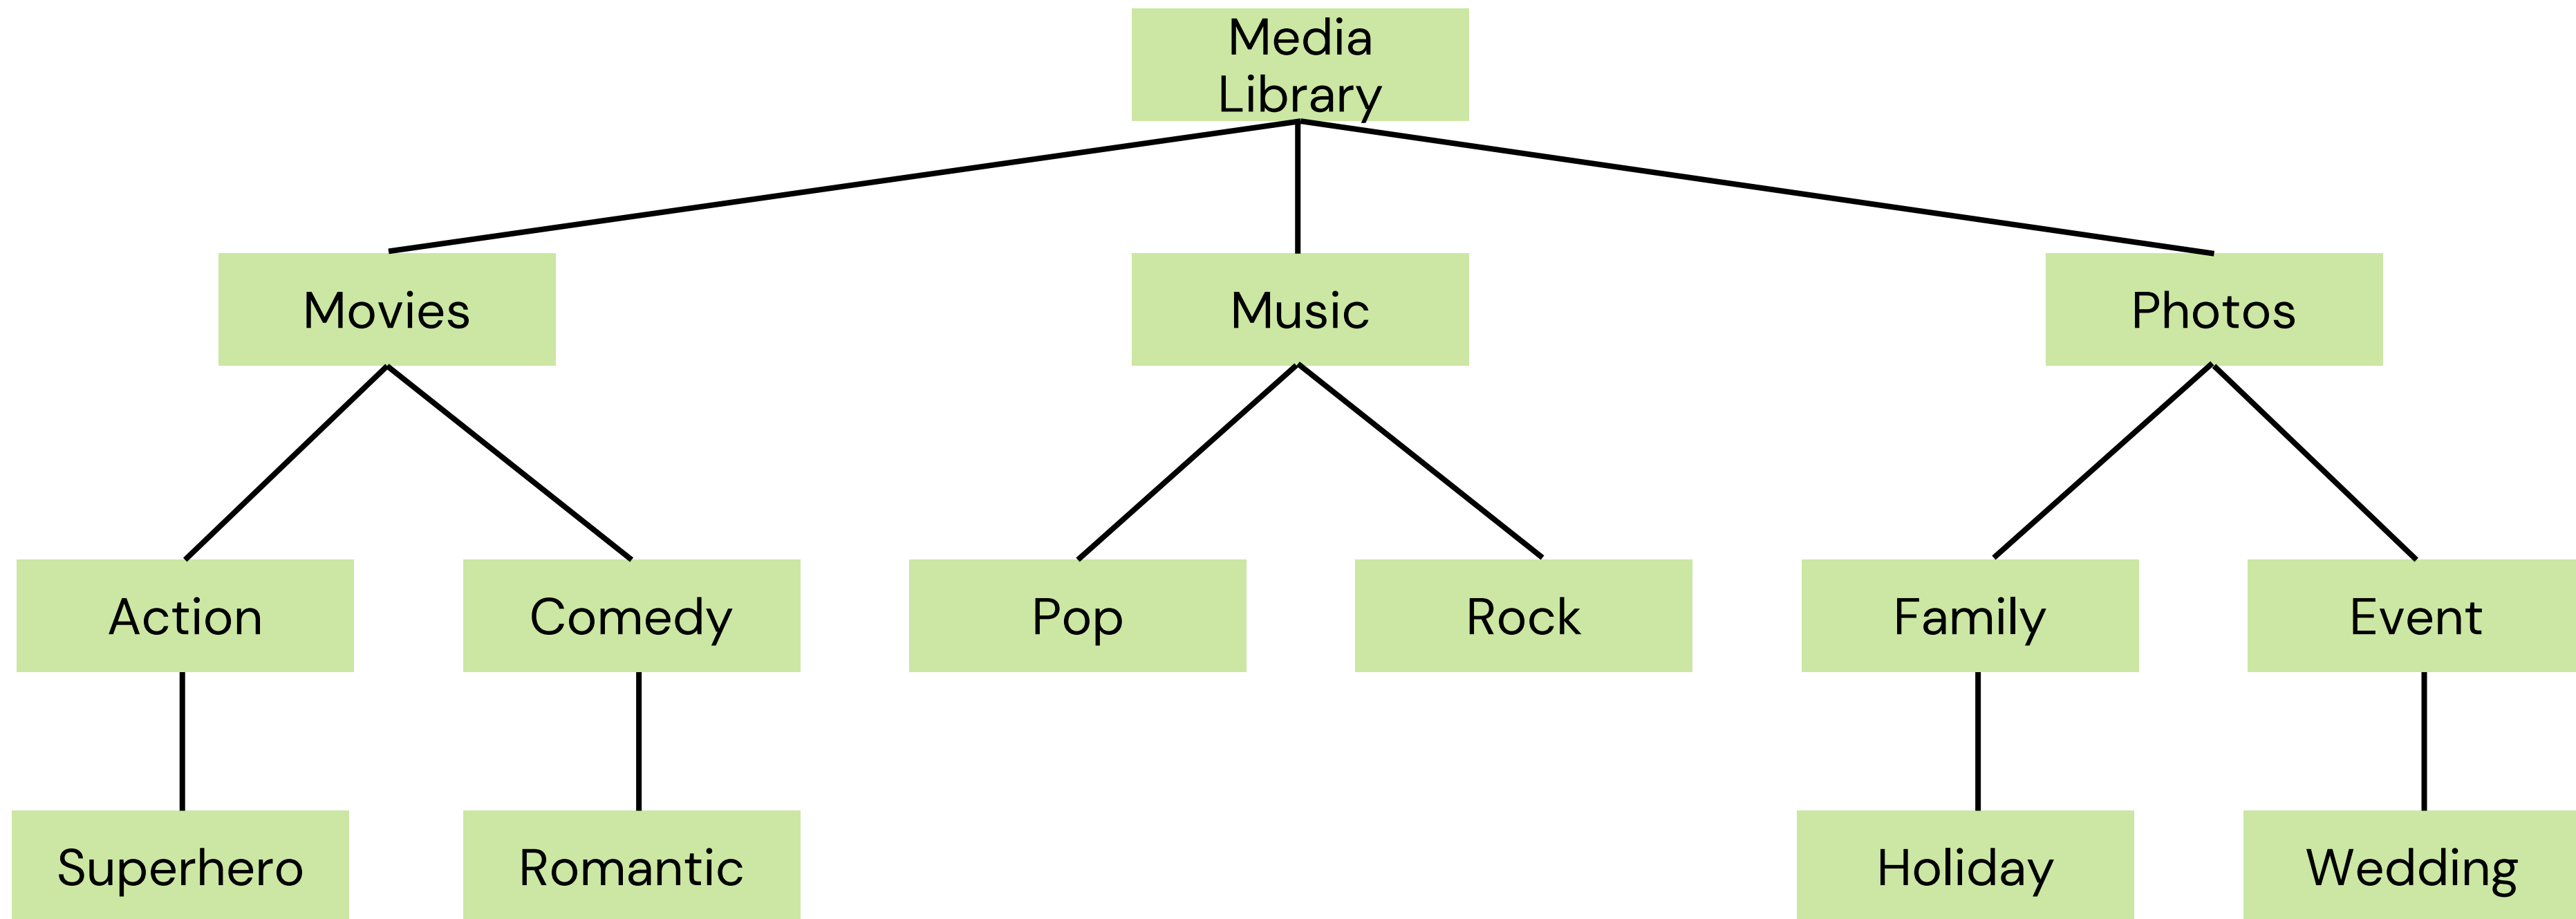 Media
Library
Movies
Music
Photos
Action
Comedy
Pop
Rock
Family
Event
Superhero
Romantic
Holiday
Wedding